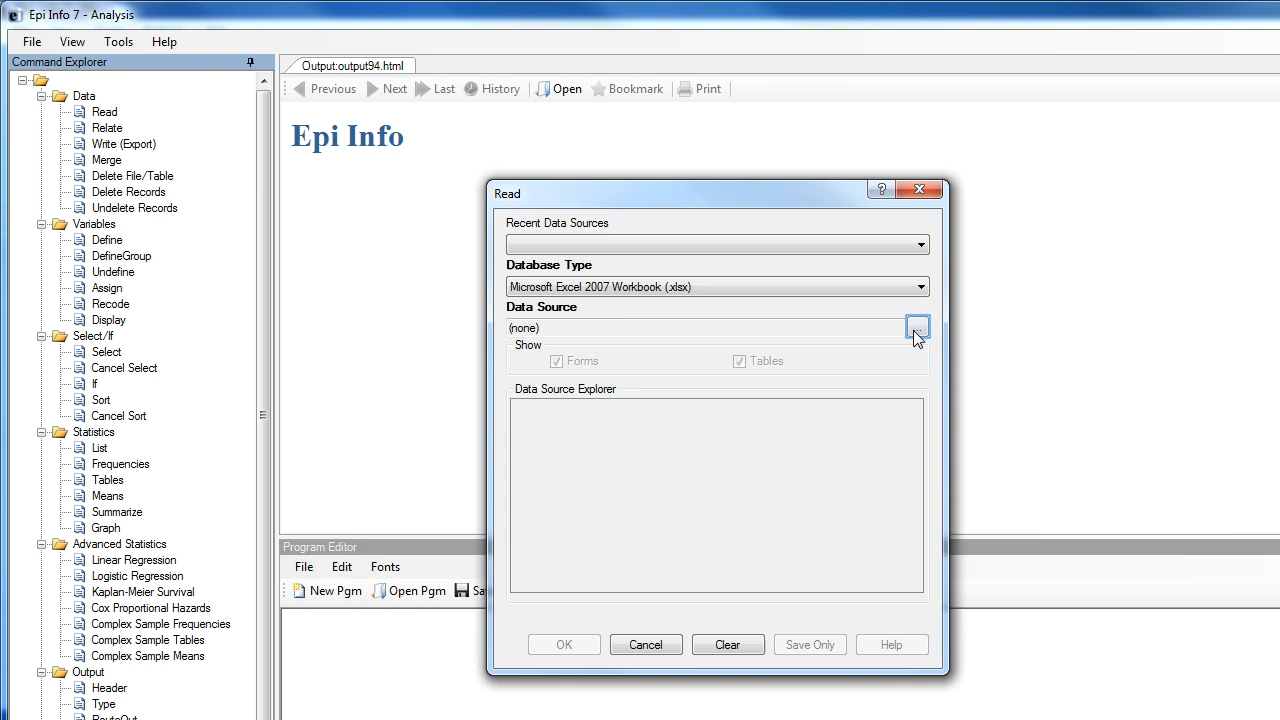 Epi Info 7 - Analysis
File View Tools Help
Command Explorer
Data
Read
Relate
Write (Export)
Merge
Delete File/Table
Delete Records
Undelete Records
Variables
Define
DefineGroup
Undefine
Assign
Recode
Display
Select/If
Select
Cancel Select
If
Sort
Cancel Sort
Statistics
List
Frequencies
Tables
Means
Summarize
Graph
Advanced Statistics
Linear Regression
Logistic Regression
Kaplan-Meier Survival
Cox Proportional Hazards
Complex Sample Frequencies
Complex Sample Tables
Complex Sample Means
Output
Header
Type
RouteOut
Output:output94.html
Previous Next Last History Open Bookmark Print
Epi Info
Read
?
Recent Data Sources
Database Type
Microsoft Excel 2007 Workbook (.xlsx)
Data Source
(none)
...
Show
Forms Tables
Data Source Explorer
OK Cancel Clear Save Only Help
Program Editor
File Edit Fonts
New Pgm Open Pgm